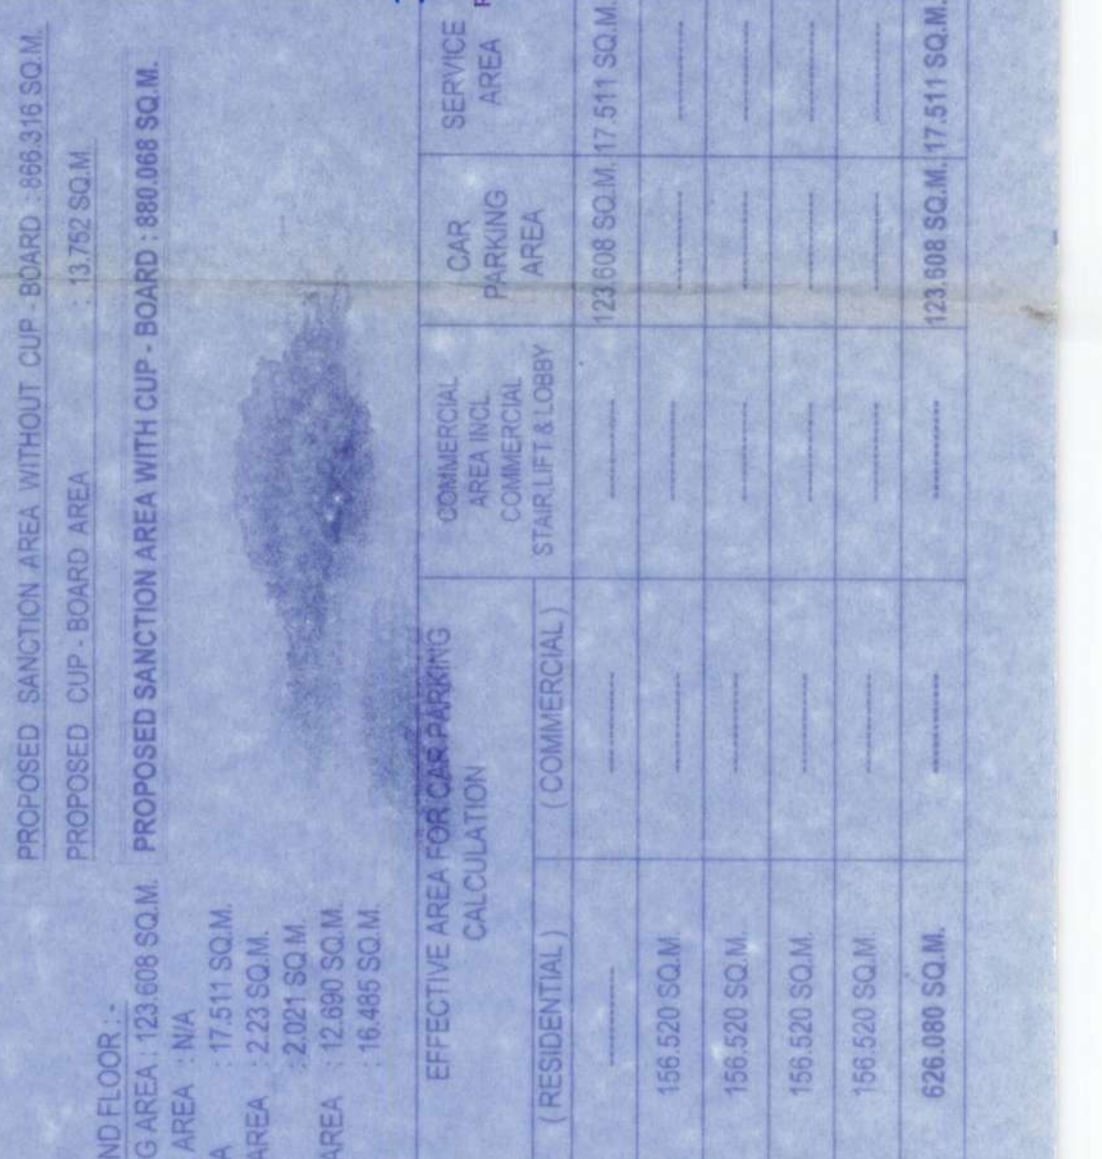 PROPOSED SANCTION AREA WITHOUT CUP - BOARD : 866.316 SQ.M.
PROPOSED CUP - BOARD AREA : 13.752 SQ.M.
ND FLOOR : -
G AREA : 123.608 SQ.M. PROPOSED SANCTION AREA WITH CUP - BOARD : 880.068 SQ.M.
AREA : N/A
A : 17.511 SQ.M.
AREA : 2.23 SQ.M.
: 2.021 SQ.M.
AREA : 12.690 SQ.M.
: 16.485 SQ.M.
EFFECTIVE AREA FOR CAR PARKING
CALCULATION
( RESIDENTIAL ) ( COMMERCIAL )
COMMERCIAL
AREA INCL.
COMMERCIAL
STAIR,LIFT & LOBBY
CAR
PARKING
AREA
SERVICE
AREA
------------ ------------ ------------ 123.608 SQ.M. 17.511 SQ.M.
156.520 SQ.M. ------------ ------------ ------------ ------------
156.520 SQ.M. ------------ ------------ ------------ ------------
156.520 SQ.M. ------------ ------------ ------------ ------------
156.520 SQ.M. ------------ ------------ ------------ ------------
626.080 SQ.M. ------------ ------------ 123.608 SQ.M. 17.511 SQ.M.